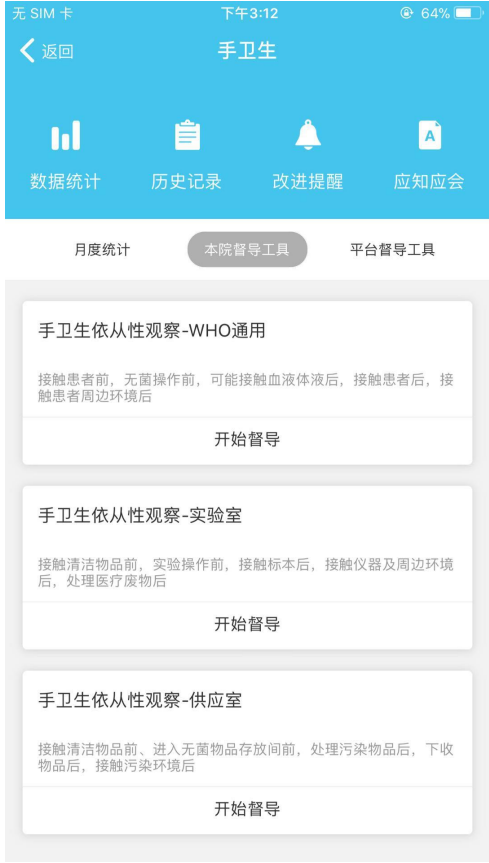 无 SIM 卡 下午3:12 64%
返回 手卫生
数据统计 历史记录 改进提醒 应知应会
月度统计 本院督导工具 平台督导工具
手卫生依从性观察-WHO通用
接触患者前，无菌操作前，可能接触血液体液后，接触患者后，接
触患者周边环境后
开始督导
手卫生依从性观察-实验室
接触清洁物品前，实验操作前，接触标本后，接触仪器及周边环境
后，处理医疗废物后
开始督导
手卫生依从性观察-供应室
接触清洁物品前、进入无菌物品存放间前，处理污染物品后，下收
物品后，接触污染环境后
开始督导